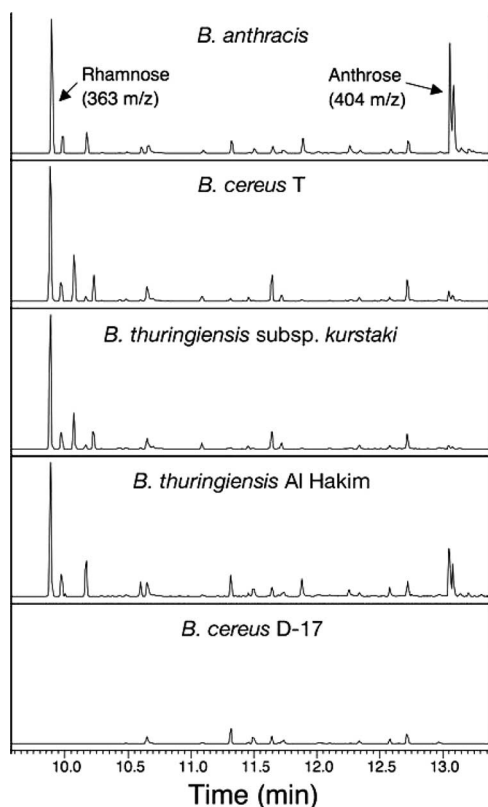 B. anthracis
Rhamnose
(363 m/z)
Anthrose
(404 m/z)
B. cereus T
B. thuringiensis subsp. kurstaki
B. thuringiensis Al Hakim
B. cereus D-17
10.0 10.5 11.0 11.5 12.0 12.5 13.0
Time (min)